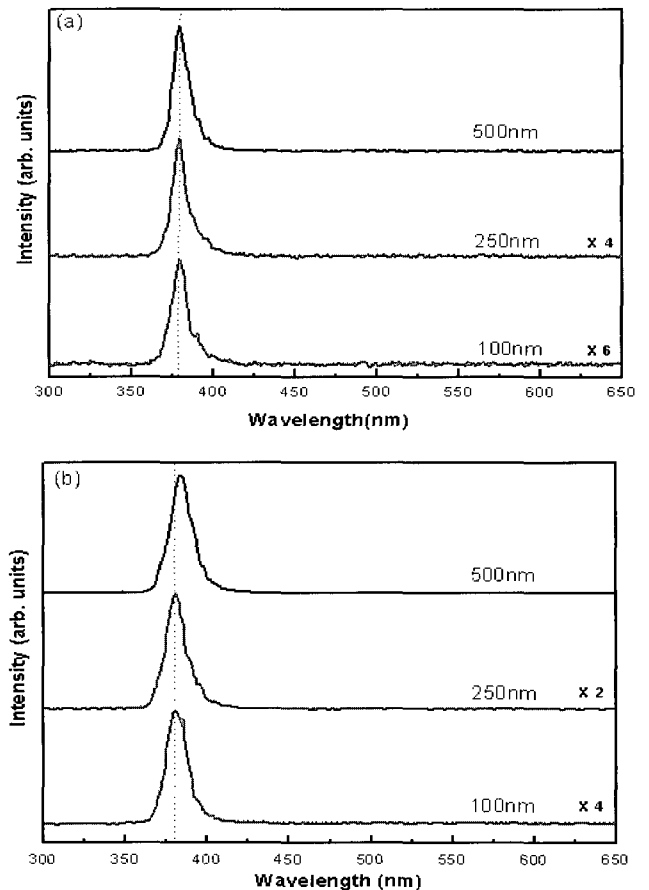 (a)
Intensity (arb. units)
500nm
250nm X 4
100nm X 6
300 350 400 450 500 550 600 650
Wavelength(nm)
(b)
Intensity (arb. units)
500nm
250nm X 2
100nm X 4
300 350 400 450 500 550 600 650
Wavelength (nm)